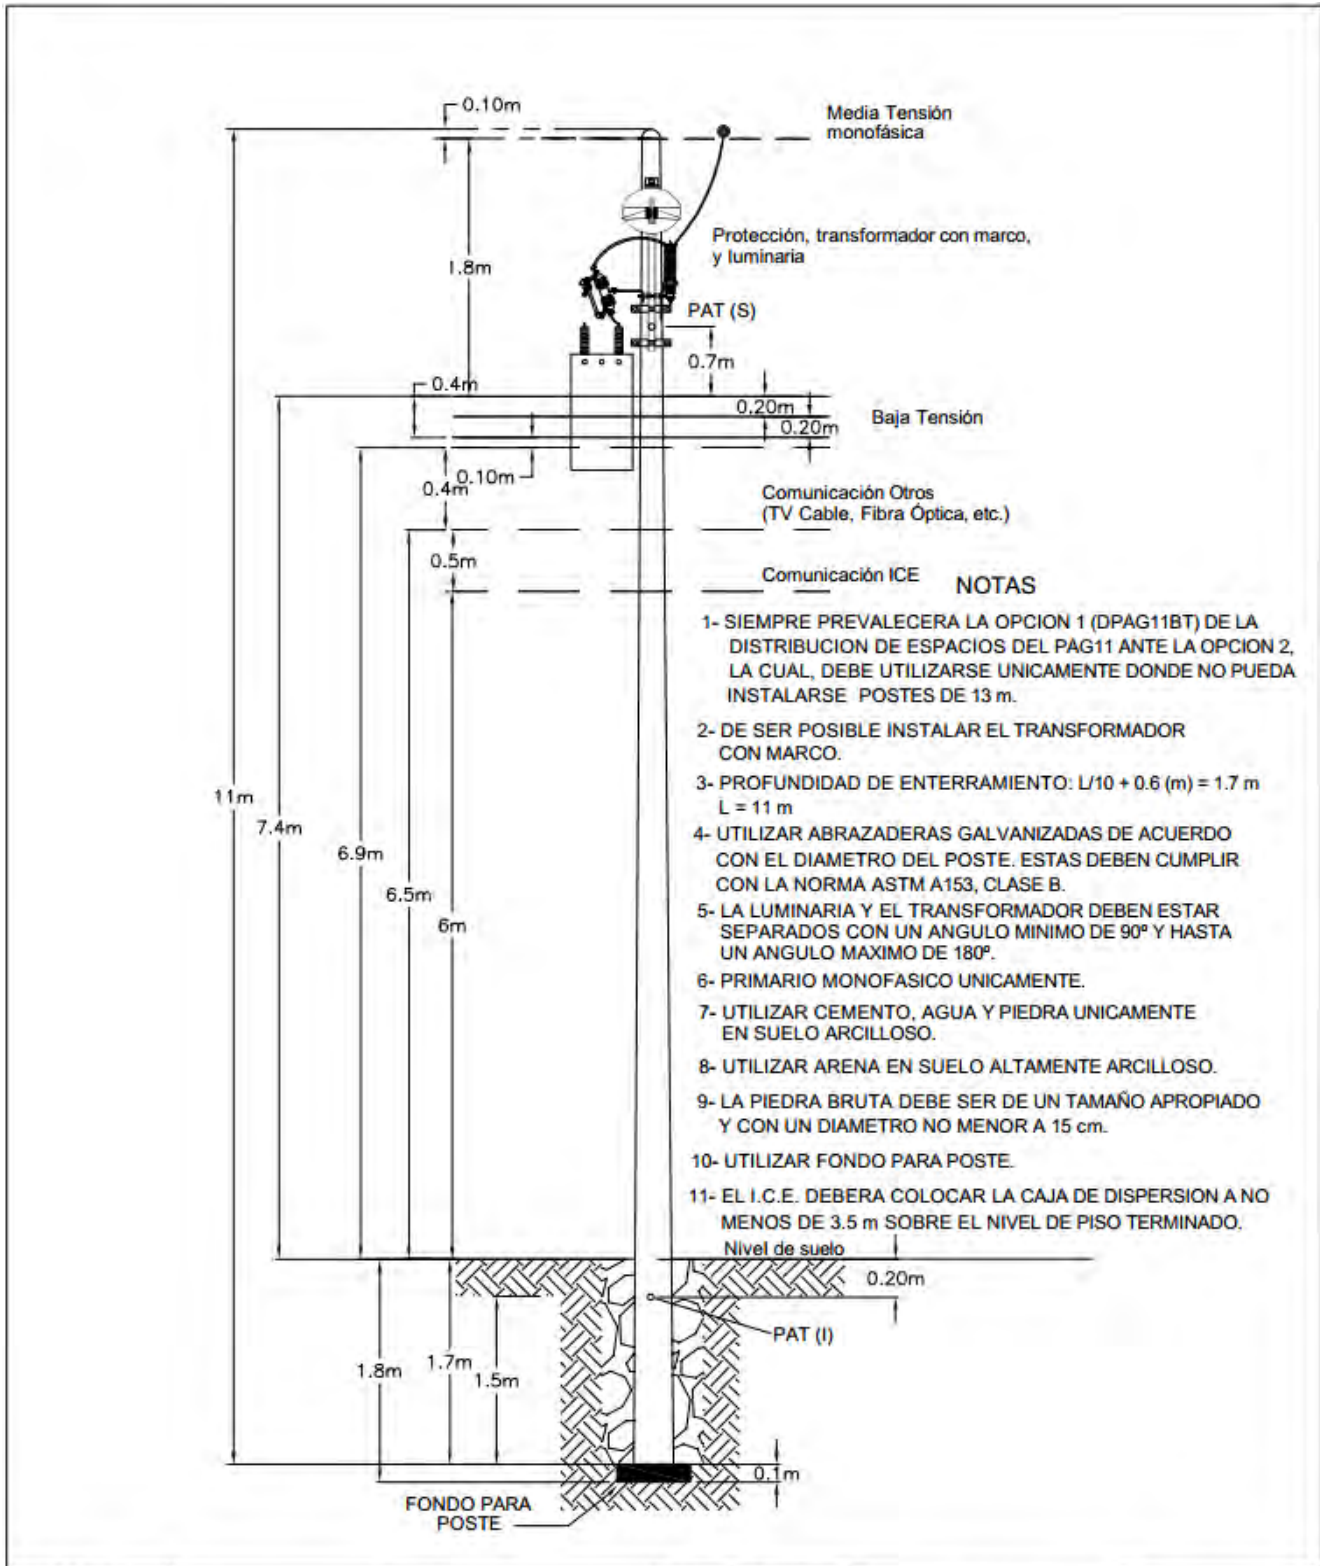 0.10m
Media Tensión
monofásica
Protección, transformador con marco,
y luminaria
1.8m
PAT (S)
0.7m
0.4m
0.20m
0.20m
Baja Tensión
0.10m
0.4m
Comunicación Otros
(TV Cable, Fibra Óptica, etc.)
0.5m
Comunicación ICE
NOTAS
1- SIEMPRE PREVALECERA LA OPCION 1 (DPAG11BT) DE LA
DISTRIBUCION DE ESPACIOS DEL PAG11 ANTE LA OPCION 2,
LA CUAL, DEBE UTILIZARSE UNICAMENTE DONDE NO PUEDA
INSTALARSE POSTES DE 13 m.
2- DE SER POSIBLE INSTALAR EL TRANSFORMADOR
CON MARCO.
3- PROFUNDIDAD DE ENTERRAMIENTO: L/10 + 0.6 (m) = 1.7 m
L = 11 m
4- UTILIZAR ABRAZADERAS GALVANIZADAS DE ACUERDO
CON EL DIAMETRO DEL POSTE. ESTAS DEBEN CUMPLIR
CON LA NORMA ASTM A153, CLASE B.
5- LA LUMINARIA Y EL TRANSFORMADOR DEBEN ESTAR
SEPARADOS CON UN ANGULO MINIMO DE 90º Y HASTA
UN ANGULO MAXIMO DE 180º.
6- PRIMARIO MONOFASICO UNICAMENTE.
7- UTILIZAR CEMENTO, AGUA Y PIEDRA UNICAMENTE
EN SUELO ARCILLOSO.
8- UTILIZAR ARENA EN SUELO ALTAMENTE ARCILLOSO.
9- LA PIEDRA BRUTA DEBE SER DE UN TAMAÑO APROPIADO
Y CON UN DIAMETRO NO MENOR A 15 cm.
10- UTILIZAR FONDO PARA POSTE.
11- EL I.C.E. DEBERA COLOCAR LA CAJA DE DISPERSION A NO
MENOS DE 3.5 m SOBRE EL NIVEL DE PISO TERMINADO.
11m
7.4m
6.9m
6.5m
6m
Nivel de suelo
0.20m
PAT (I)
1.8m
1.7m
1.5m
0.1m
FONDO PARA
POSTE